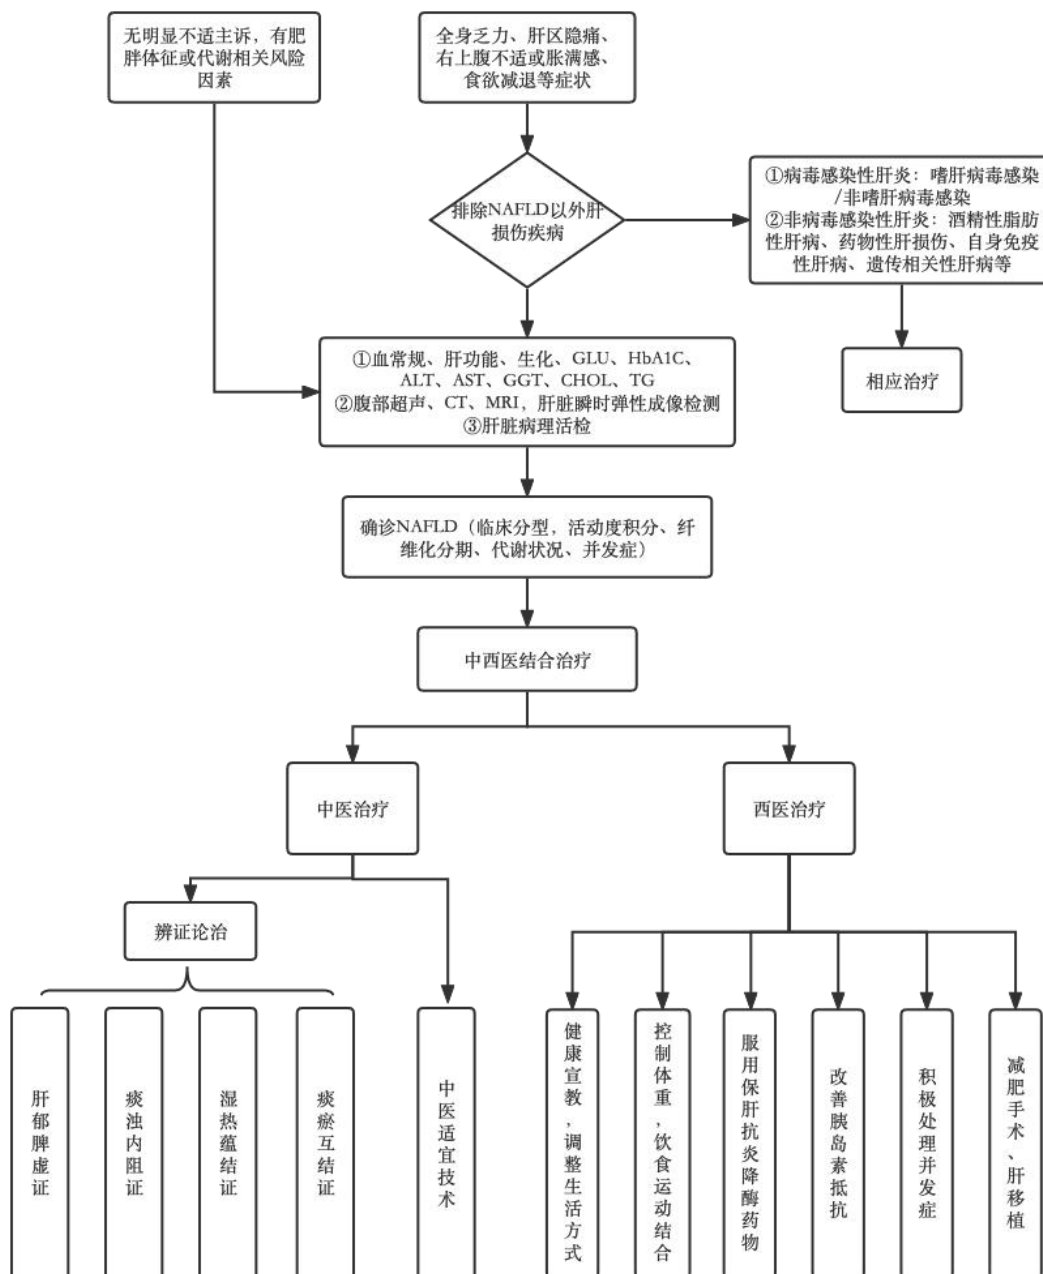 无明显不适主诉，有肥
胖体征或代谢相关风险
因素
全身乏力、肝区隐痛、
右上腹不适或胀满感、
食欲减退等症状
排除NAFLD以外肝
损伤疾病
①病毒感染性肝炎：嗜肝病毒感染
/非嗜肝病毒感染
②非病毒感染性肝炎：酒精性脂肪
性肝病、药物性肝损伤、自身免疫
性肝病、遗传相关性肝病等
相应治疗
①血常规、肝功能、生化、GLU、HbA1C、
ALT、AST、GGT、CHOL、TG
②腹部超声、CT、MRI，肝脏瞬时弹性成像检测
③肝脏病理活检
确诊NAFLD（临床分型，活动度积分、纤
维化分期、代谢状况、并发症）
中西医结合治疗
中医治疗
西医治疗
辨证论治
肝郁脾虚证
痰浊内阻证
湿热蕴结证
痰瘀互结证
中医适宜技术
健康宣教，调整生活方式
控制体重，饮食运动结合
服用保肝抗炎降酶药物
改善胰岛素抵抗
积极处理并发症
减肥手术、肝移植